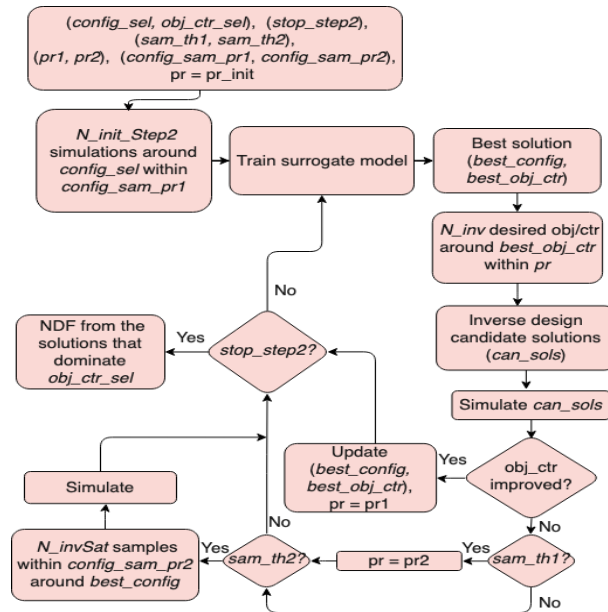 (config_sel, obj_ctr_sel), (stop_step2),
(sam_th1, sam_th2),
(pr1, pr2), (config_sam_pr1, config_sam_pr2),
pr = pr_init
N_init_Step2
simulations around
config_sel within
config_sam_pr1
Train surrogate model
Best solution
(best_config,
best_obj_ctr)
N_inv desired obj/ctr
around best_obj_ctr
within pr
No
NDF from the
solutions that
dominate
obj_ctr_sel
Yes
stop_step2?
Inverse design
candidate solutions
(can_sols)
Simulate can_sols
Simulate
Update
(best_config,
best_obj_ctr),
pr = pr1
Yes
obj_ctr
improved?
No
No
N_invSat samples
within config_sam_pr2
around best_config
Yes
sam_th2?
pr = pr2
Yes
sam_th1?
No